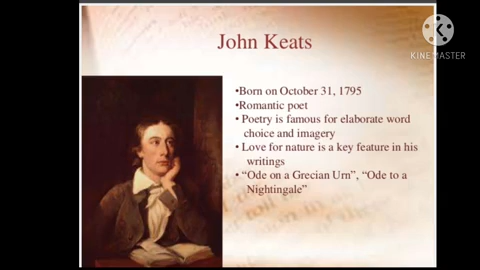 John Keats
KINEMASTER
•Born on October 31, 1795
•Romantic poet
• Poetry is famous for elaborate word
choice and imagery
• Love for nature is a key feature in his
writings
• “Ode on a Grecian Urn”, “Ode to a
Nightingale”